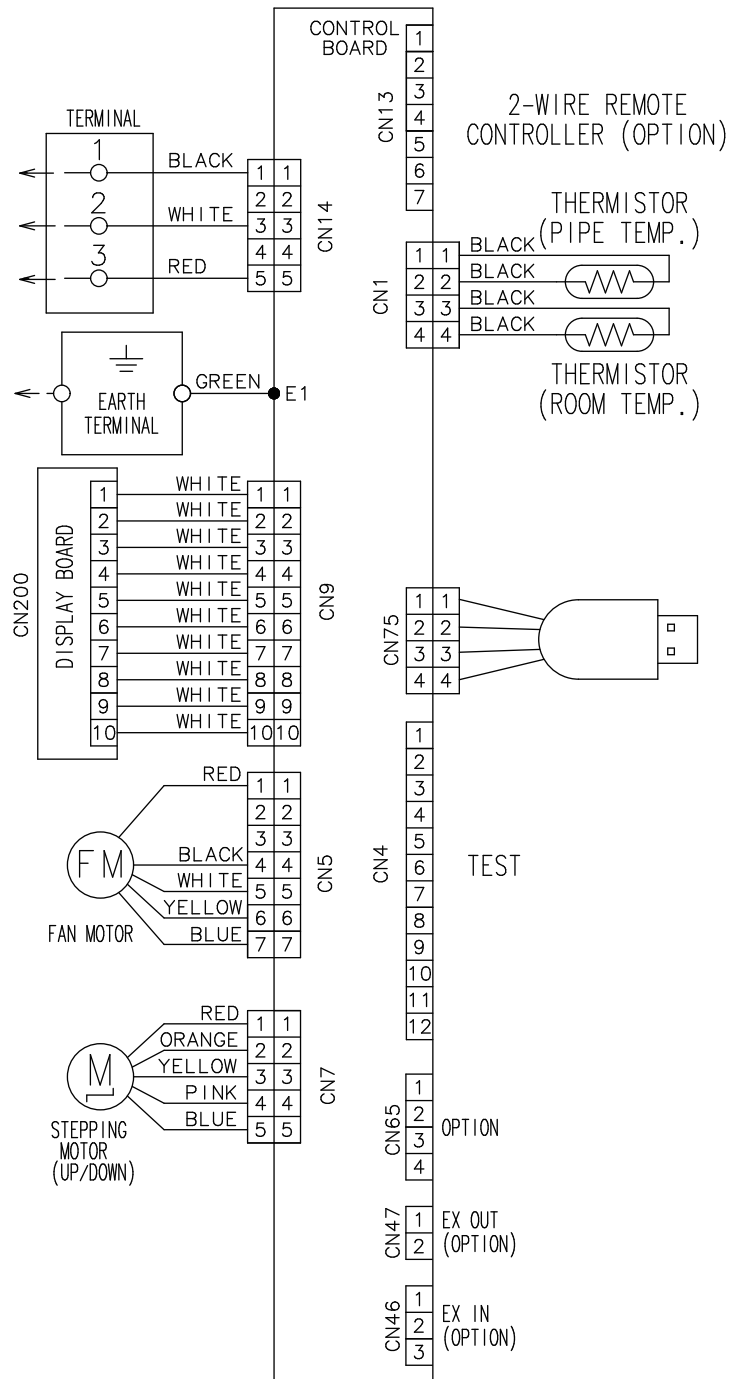 CONTROL
BOARD
CN13
1
2
3
4
5
6
7
2-WIRE REMOTE
CONTROLLER (OPTION)
TERMINAL
1
2
3
BLACK
WHITE
RED
1 1
2 2
3 3
4 4
5 5
CN14
THERMISTOR
(PIPE TEMP.)
CN1
1 1
2 2
3 3
4 4
BLACK
BLACK
BLACK
BLACK
THERMISTOR
(ROOM TEMP.)
EARTH
TERMINAL
GREEN
E1
CN200
DISPLAY BOARD
1
2
3
4
5
6
7
8
9
10
WHITE
WHITE
WHITE
WHITE
WHITE
WHITE
WHITE
WHITE
WHITE
WHITE
1 1
2 2
3 3
4 4
5 5
6 6
7 7
8 8
9 9
10 10
CN9
CN75
1 1
2 2
3 3
4 4
FM
FAN MOTOR
RED
BLACK
WHITE
YELLOW
BLUE
1 1
2 2
3 3
4 4
5 5
6 6
7 7
CN5
CN4
1
2
3
4
5
6
7
8
9
10
11
12
TEST
M
STEPPING
MOTOR
(UP/DOWN)
RED
ORANGE
YELLOW
PINK
BLUE
1 1
2 2
3 3
4 4
5 5
CN7
CN65
1
2
3
4
OPTION
CN47
1
2
EX OUT
(OPTION)
CN46
1
2
3
EX IN
(OPTION)